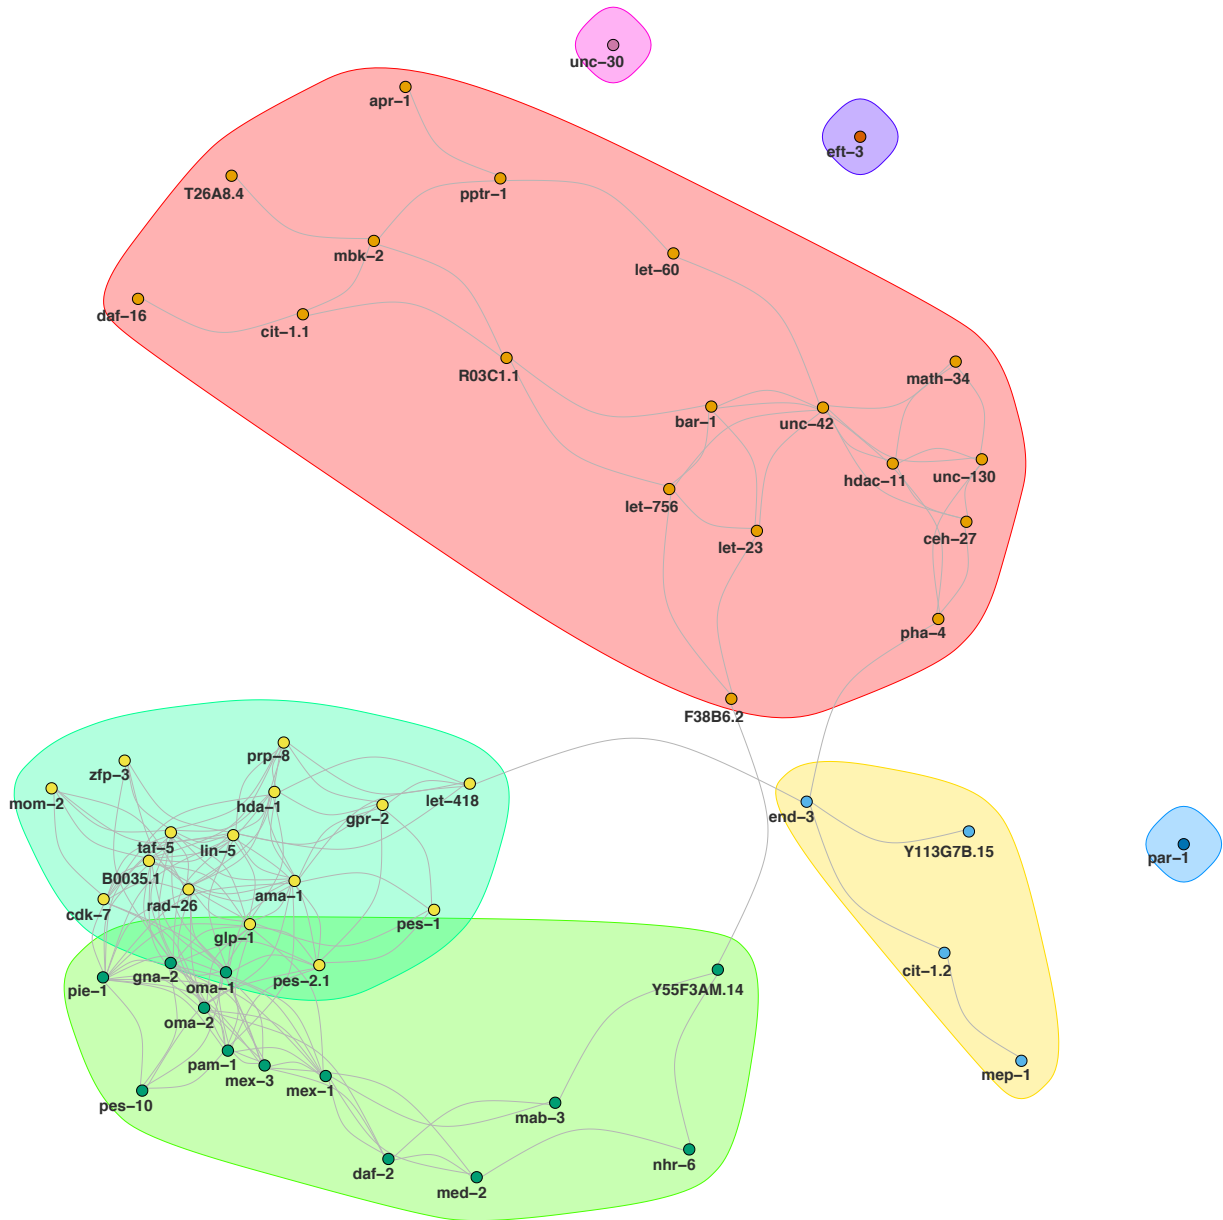 unc−30
apr−1
eft−3
T26A8.4
pptr−1
mbk−2
let−60
daf−16
cit−1.1
R03C1.1
math−34
bar−1
unc−42
hdac−11
unc−130
let−756
let−23
ceh−27
pha−4
F38B6.2
prp−8
zfp−3
mom−2
hda−1
let−418
gpr−2
end−3
taf−5
lin−5
Y113G7B.15
par−1
B0035.1
ama−1
rad−26
cdk−7
pes−1
glp−1
cit−1.2
gna−2
oma−1
pes−2.1
pie−1
Y55F3AM.14
oma−2
pam−1
mex−3
mex−1
mep−1
pes−10
mab−3
daf−2
nhr−6
med−2